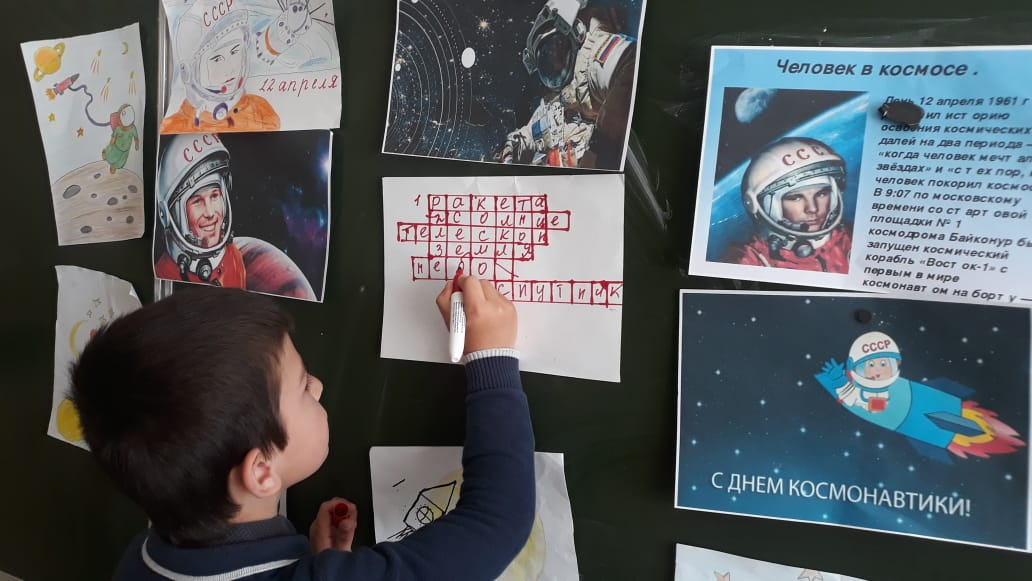 СССР
12 апреля
СССР
1 ракета
солнце
телескоп
земля
не о
спутник
Человек в космосе.
День 12 апреля 1961 г
ил ист орию
освоения космических
далей на два периода –
«когда человек мечт ал
звёздах» и «с т ех пор,
человек покорил космо
В 9:07 по московскому
времени со ст арт овой
площадки № 1
космодрома Байконур бы
запущен космический
корабль «Вост ок-1» с
первым в мире
космонавт ом на борт у –
СССР
СССР
С ДНЕМ КОСМОНАВТИКИ!